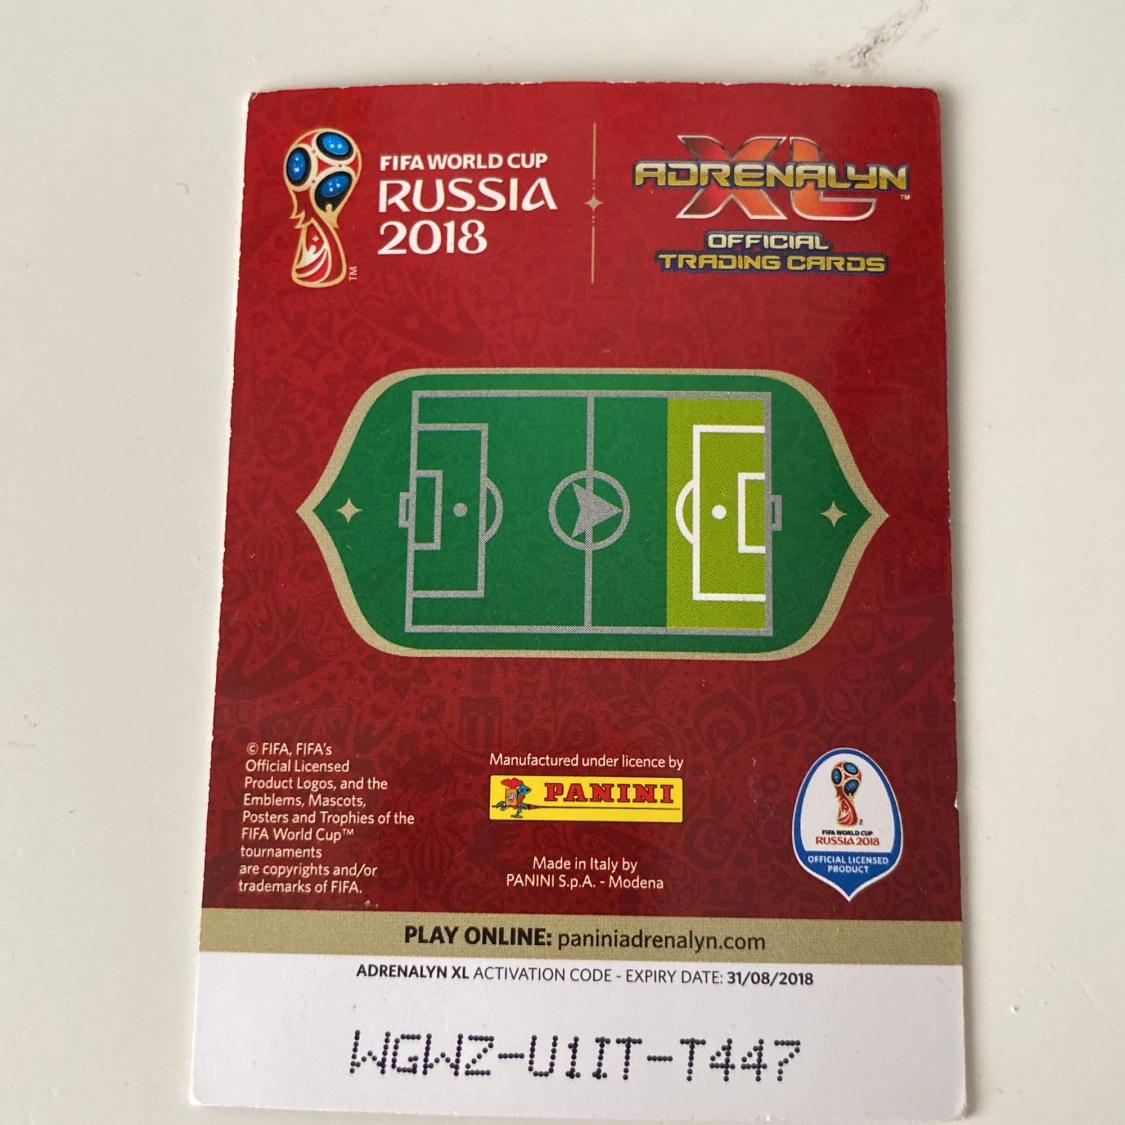 FIFA WORLD CUP
RUSSIA
2018
TM
XL
ADRENALYN
TM
OFFICIAL
TRADING CARDS
© FIFA, FIFA's
Official Licensed
Product Logos, and the
Emblems, Mascots,
Posters and Trophies of the
FIFA World Cup™
tournaments
are copyrights and/or
trademarks of FIFA.
Manufactured under licence by
PANINI
Made in Italy by
PANINI S.p.A. - Modena
FIFA WORLD CUP
RUSSIA 2018
OFFICIAL LICENSED
PRODUCT
PLAY ONLINE: paniniadrenalyn.com
ADRENALYN XL ACTIVATION CODE - EXPIRY DATE: 31/08/2018
WGWZ-U1IT-T447